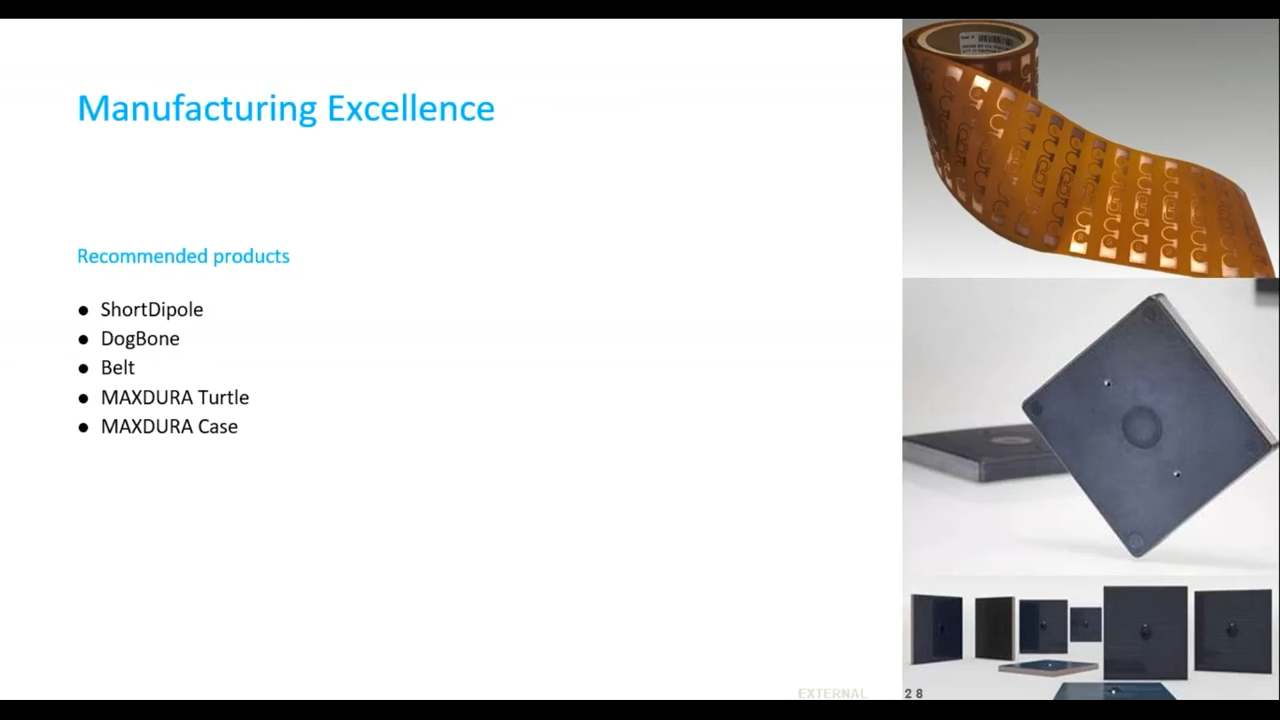 Manufacturing Excellence
Recommended products
● ShortDipole
● DogBone
● Belt
● MAXDURA Turtle
● MAXDURA Case
EXTERNAL
28